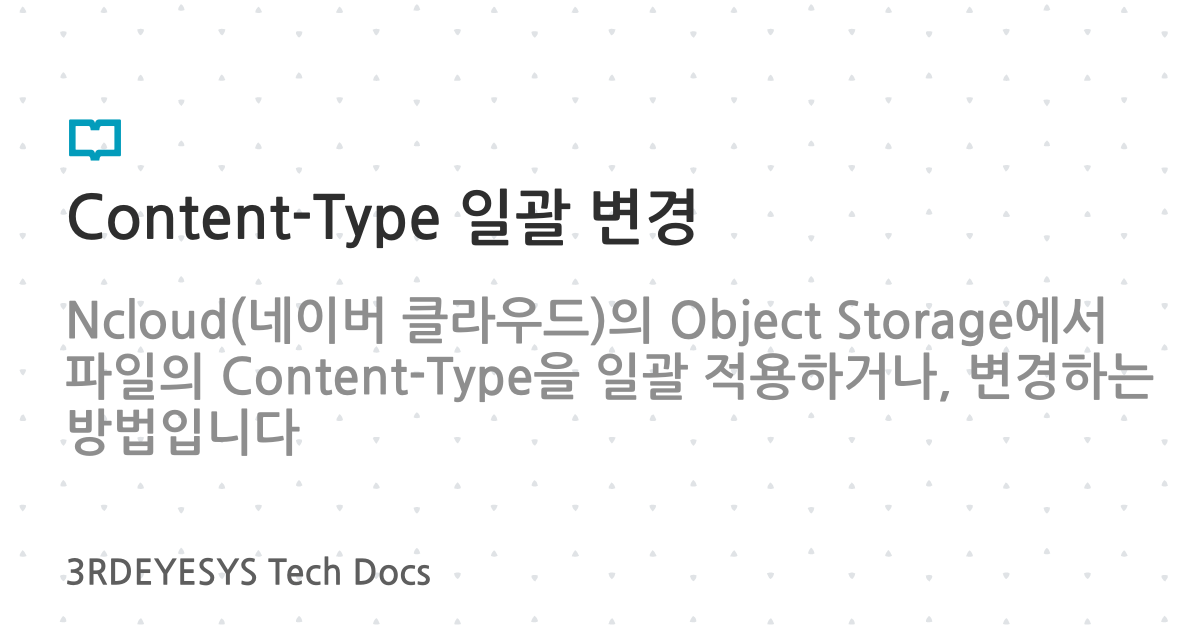 Content-Type 일괄 변경
Ncloud(네이버 클라우드)의 Object Storage에서
파일의 Content-Type을 일괄 적용하거나, 변경하는
방법입니다
3RDEYESYS Tech Docs